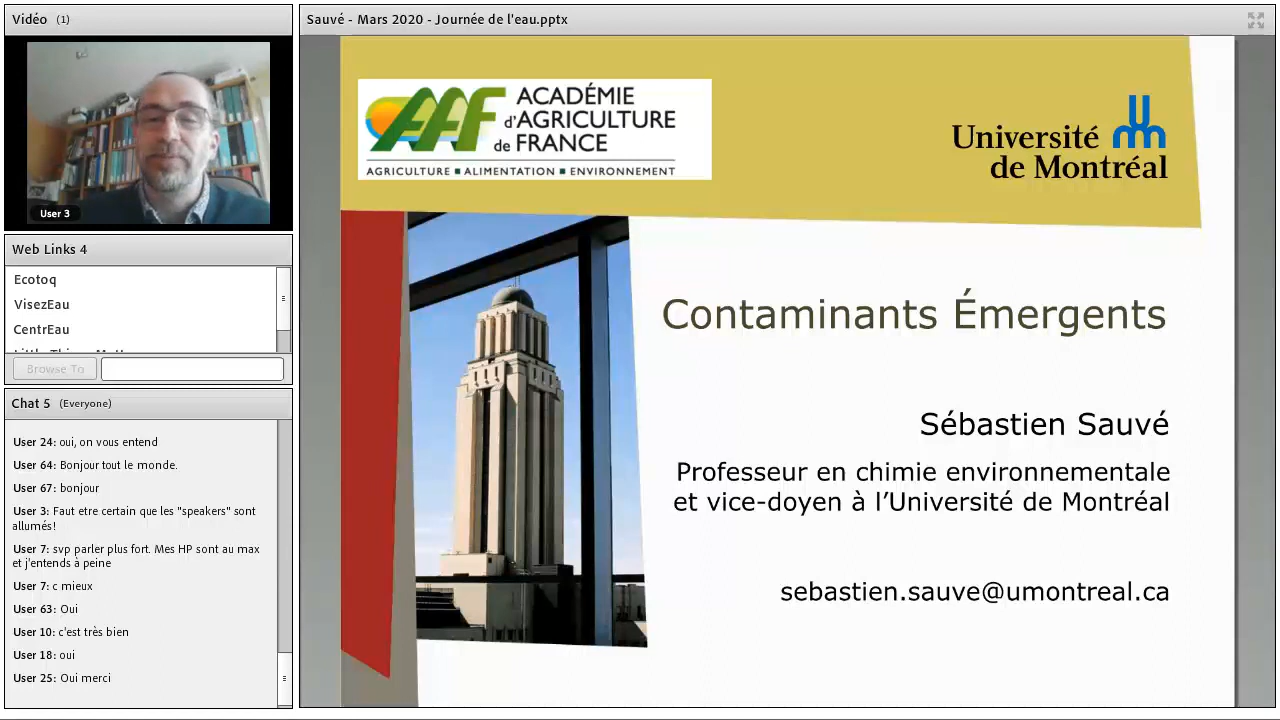 Vidéo (1)
User 3
Web Links 4
Ecotoq
VisezEau
CentrEau
Browse To
Chat 5 (Everyone)
User 24: oui, on vous entend
User 64: Bonjour tout le monde.
User 67: bonjour
User 3: Faut etre certain que les "speakers" sont
allumés!
User 7: svp parler plus fort. Mes HP sont au max
et j'entends à peine
User 7: c mieux
User 63: Oui
User 10: c'est très bien
User 18: oui
User 25: Oui merci
Sauvé - Mars 2020 - Journée de l'eau.pptx
AAF
ACADÉMIE
d'AGRICULTURE
de FRANCE
AGRICULTURE ■ ALIMENTATION ■ ENVIRONNEMENT
Université
de Montréal
Contaminants Émergents
Sébastien Sauvé
Professeur en chimie environnementale
et vice-doyen à l’Université de Montréal
sebastien.sauve@umontreal.ca